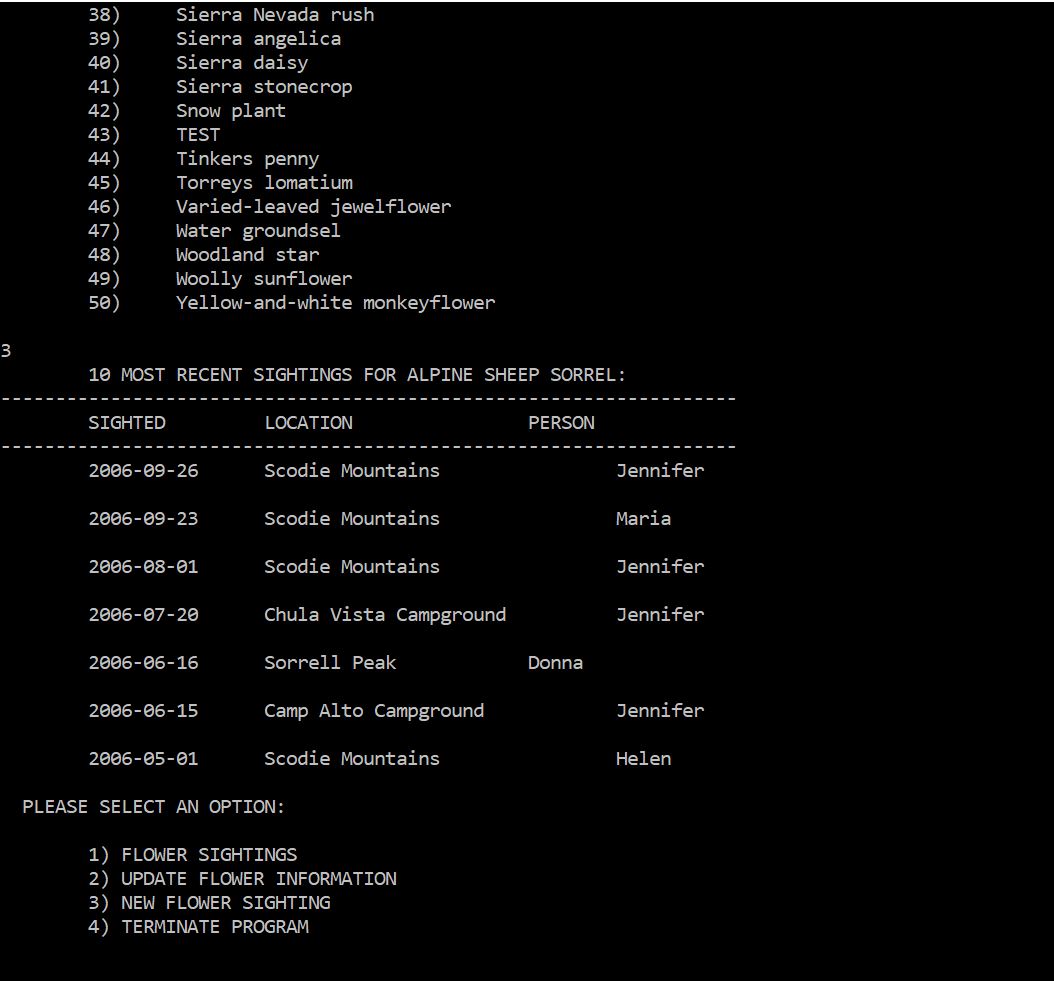 38) Sierra Nevada rush
39) Sierra angelica
40) Sierra daisy
41) Sierra stonecrop
42) Snow plant
43) TEST
44) Tinkers penny
45) Torreys lomatium
46) Varied-leaved jewelflower
47) Water groundsel
48) Woodland star
49) Woolly sunflower
50) Yellow-and-white monkeyflower
3
10 MOST RECENT SIGHTINGS FOR ALPINE SHEEP SORREL:
-------------------------------------------------------------------
SIGHTED LOCATION PERSON
-------------------------------------------------------------------
2006-09-26 Scodie Mountains Jennifer
2006-09-23 Scodie Mountains Maria
2006-08-01 Scodie Mountains Jennifer
2006-07-20 Chula Vista Campground Jennifer
2006-06-16 Sorrell Peak Donna
2006-06-15 Camp Alto Campground Jennifer
2006-05-01 Scodie Mountains Helen
PLEASE SELECT AN OPTION:
1) FLOWER SIGHTINGS
2) UPDATE FLOWER INFORMATION
3) NEW FLOWER SIGHTING
4) TERMINATE PROGRAM